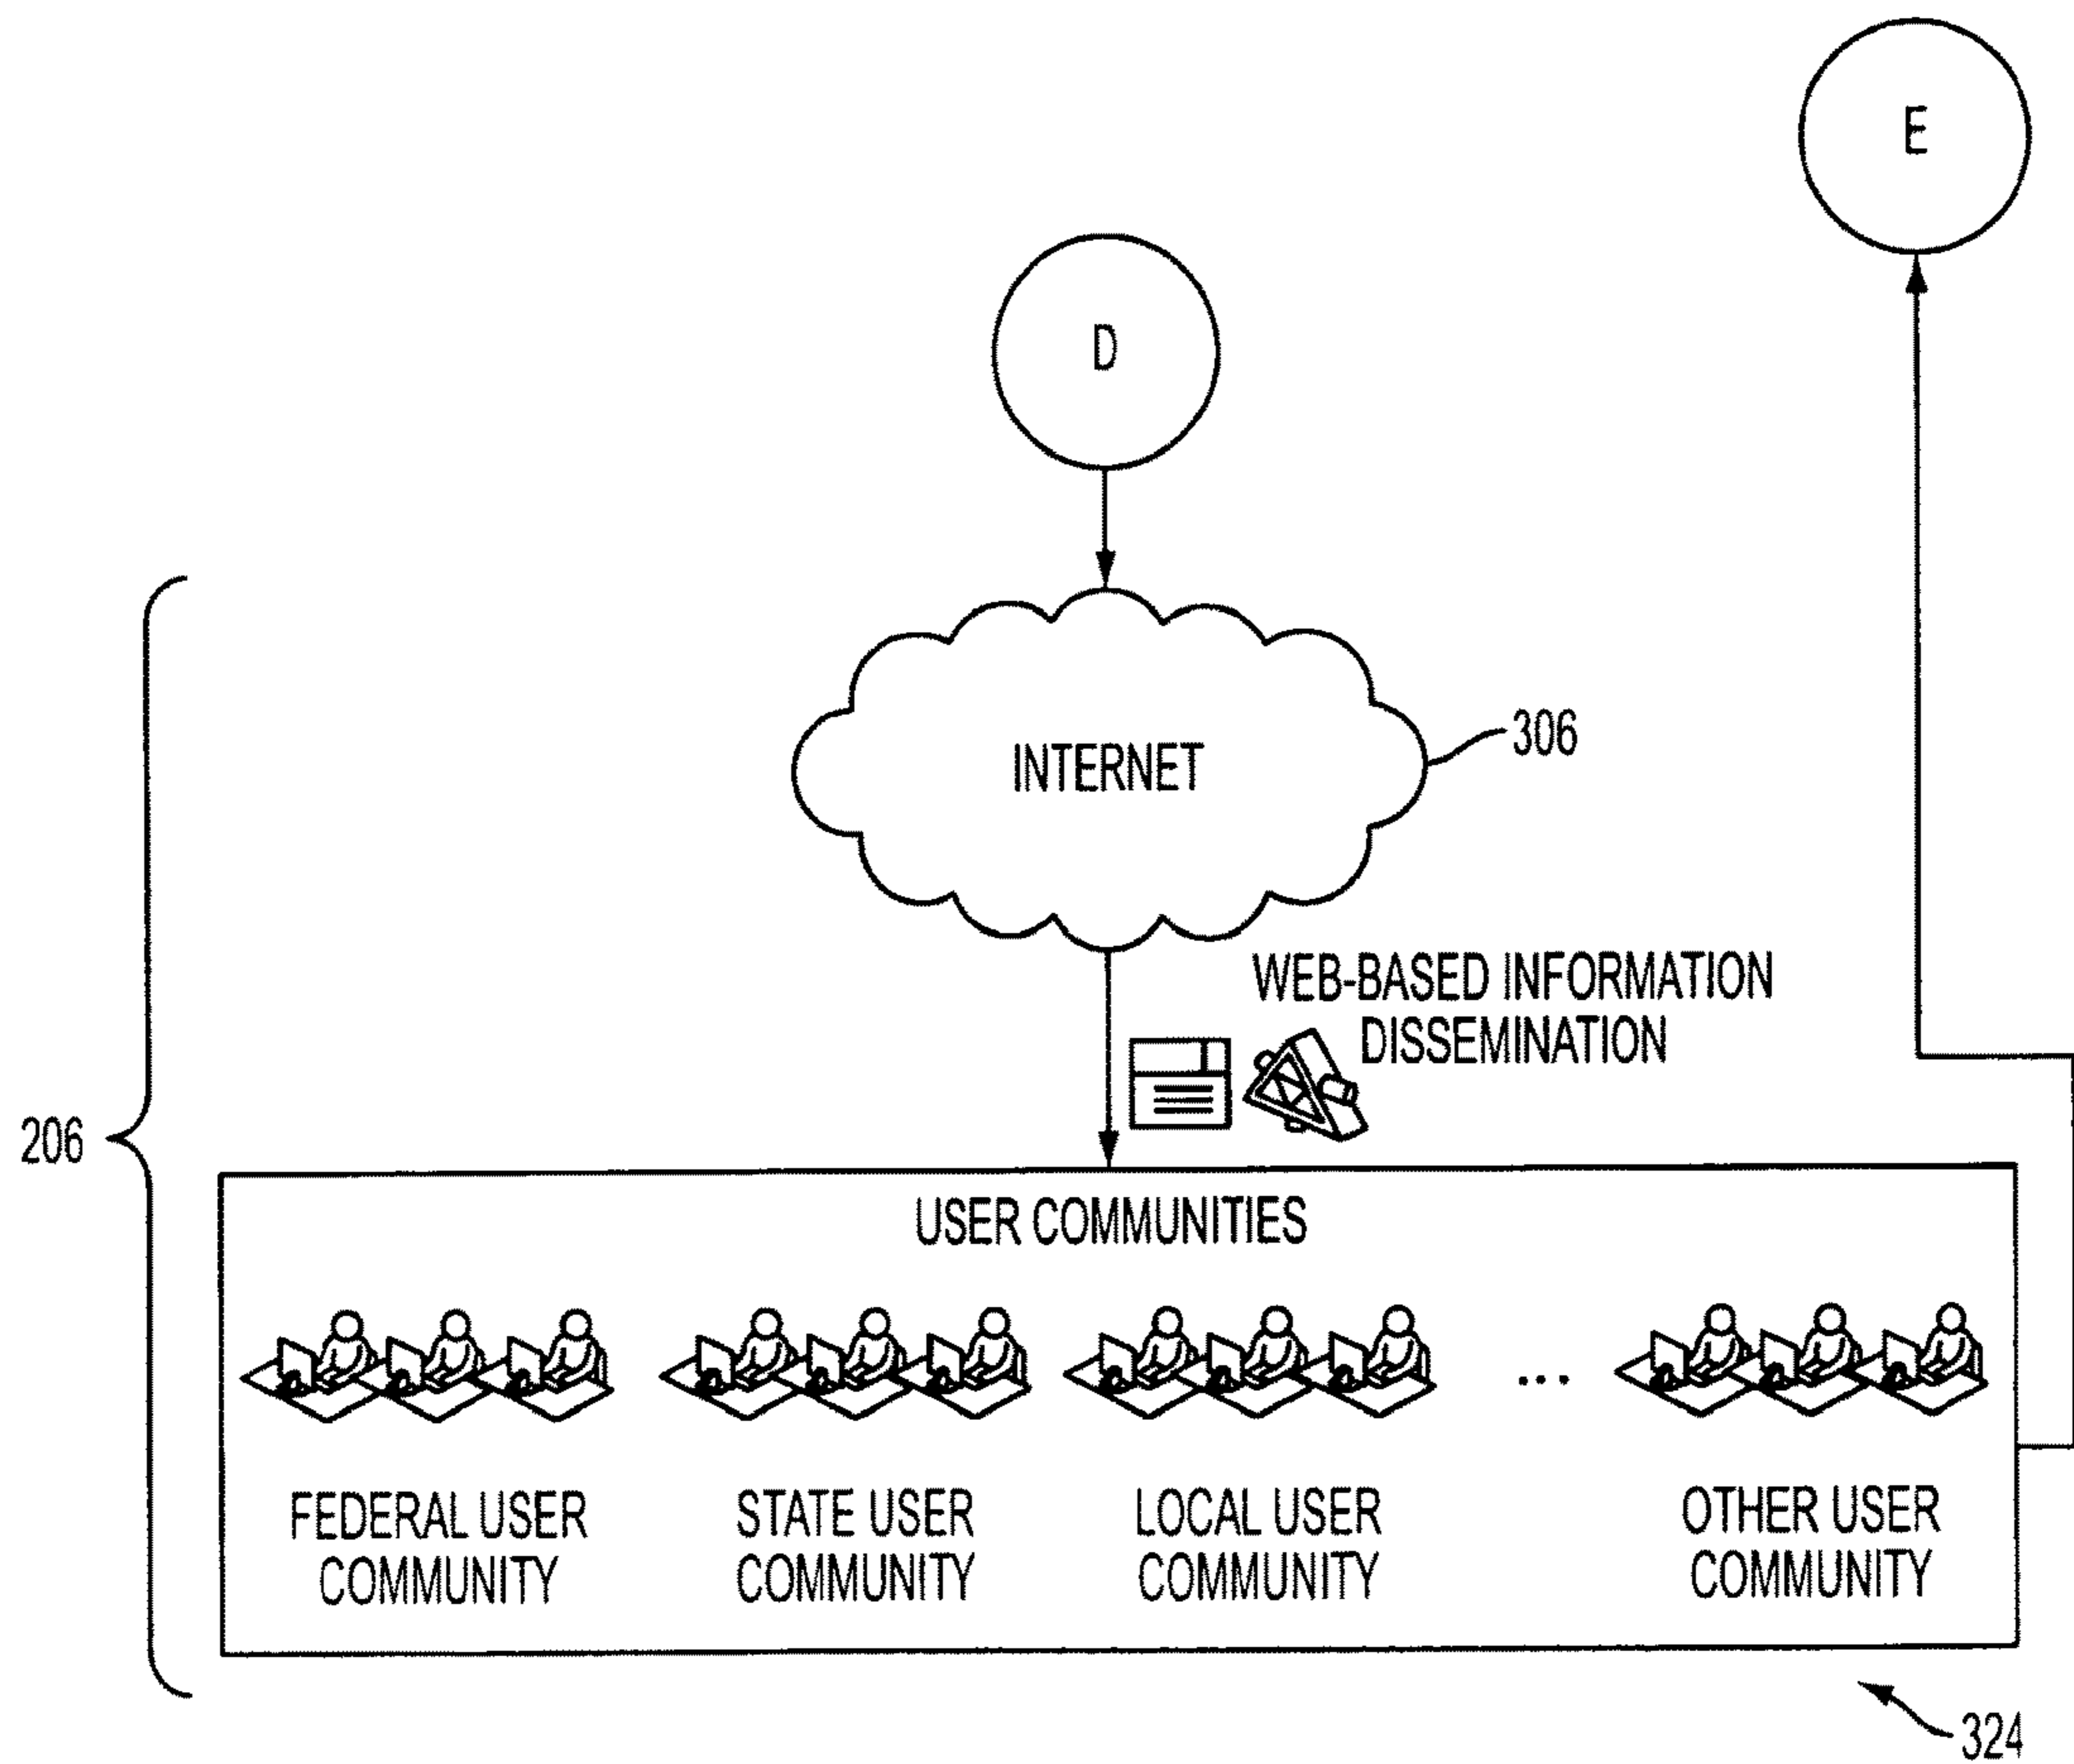 E
D
INTERNET
306
WEB-BASED INFORMATION
DISSEMINATION
206
USER COMMUNITIES
...
FEDERAL USER
COMMUNITY
STATE USER
COMMUNITY
LOCAL USER
COMMUNITY
OTHER USER
COMMUNITY
324